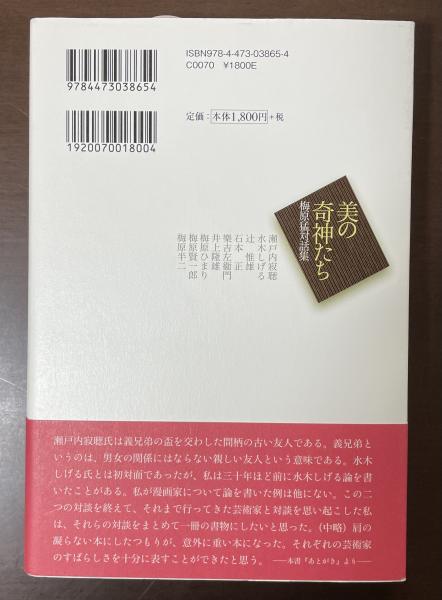 ISBN978-4-473-03865-4
C0070 ¥1800E
9784473038654
定価：本体1,800円+税
1920070018004
美の
奇神たち
梅原猛対話集
瀬戸内寂聴
水木しげる
辻 惟雄
石本 正
樂吉左衞門
井上隆雄
梅原ひまり
梅原賢一郎
梅原半二
瀬戸内寂聴氏は義兄弟の盃を交わした間柄の古い友人である。義兄弟と
いうのは、男女の関係にはならない親しい友人という意味である。水木
しげる氏とは初対面であったが、私は三十年ほど前に水木しげる論を書
いたことがある。私が漫画家について論を書いた例は他にない。この二
つの対談を終えて、それまで行ってきた芸術家と対談を思い起こした私
は、それらの対談をまとめて一冊の書物にしたいと思った。（中略）肩の
凝らない本にしたつもりが、意外に重い本になった。それぞれの芸術家
のすばらしさを十分に表すことができたと思う。──本書『あとがき』より──